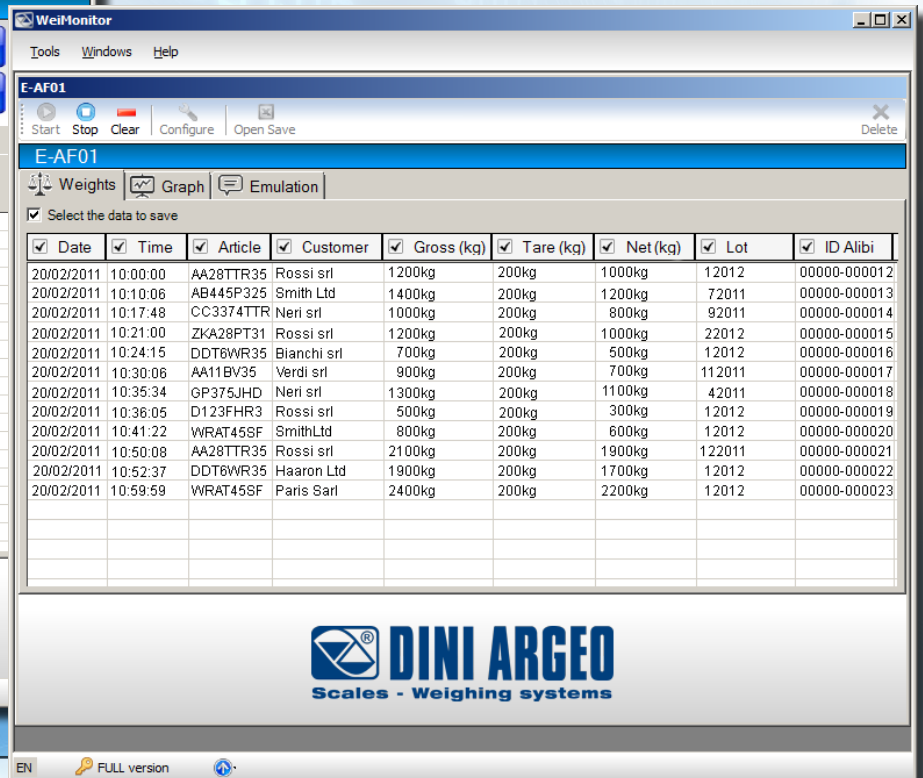 WeiMonitor
Tools Windows Help
E-AF01
Start Stop Clear Configure Open Save Delete
E-AF01
Weights Graph Emulation
Select the data to save
Date Time Article Customer Gross (kg) Tare (kg) Net (kg) Lot ID Alibi
20/02/2011 10:00:00 AA28TTR35 Rossi srl 1200kg 200kg 1000kg 12012 00000-000012
20/02/2011 10:10:06 AB445P325 Smith Ltd 1400kg 200kg 1200kg 72011 00000-000013
20/02/2011 10:17:48 CC3374TTR Neri srl 1000kg 200kg 800kg 92011 00000-000014
20/02/2011 10:21:00 ZKA28PT31 Rossi srl 1200kg 200kg 1000kg 22012 00000-000015
20/02/2011 10:24:15 DDT6WR35 Bianchi srl 700kg 200kg 500kg 12012 00000-000016
20/02/2011 10:30:06 AA11BV35 Verdi srl 900kg 200kg 700kg 112011 00000-000017
20/02/2011 10:35:34 GP375JHD Neri srl 1300kg 200kg 1100kg 42011 00000-000018
20/02/2011 10:36:05 D123FHR3 Rossi srl 500kg 200kg 300kg 12012 00000-000019
20/02/2011 10:41:22 WRAT45SF SmithLtd 800kg 200kg 600kg 12012 00000-000020
20/02/2011 10:50:08 AA28TTR35 Rossi srl 2100kg 200kg 1900kg 122011 00000-000021
20/02/2011 10:52:37 DDT6WR35 Haaron Ltd 1900kg 200kg 1700kg 12012 00000-000022
20/02/2011 10:59:59 WRAT45SF Paris Sarl 2400kg 200kg 2200kg 12012 00000-000023
® DINI ARGEO
Scales - Weighing systems
EN FULL version